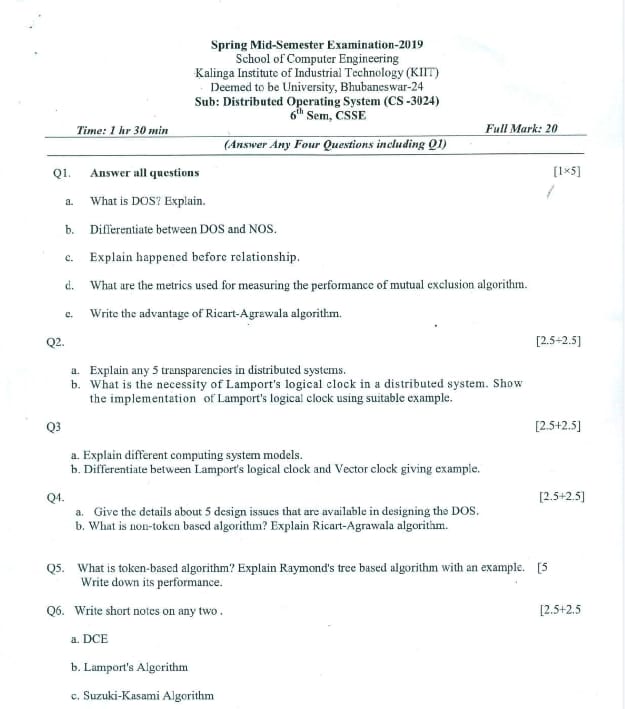 Spring Mid-Semester Examination-2019
School of Computer Engineering
Kalinga Institute of Industrial Technology (KIIT)
Deemed to be University, Bhubaneswar-24
Sub: Distributed Operating System (CS -3024)
6th Sem, CSSE
Time: 1 hr 30 min Full Mark: 20
(Answer Any Four Questions including Q1)
Q1. Answer all questions [1×5]
a. What is DOS? Explain.
b. Differentiate between DOS and NOS.
c. Explain happened before relationship.
d. What are the metrics used for measuring the performance of mutual exclusion algorithm.
e. Write the advantage of Ricart-Agrawala algorithm.
Q2. [2.5+2.5]
a. Explain any 5 transparencies in distributed systems.
b. What is the necessity of Lamport's logical clock in a distributed system. Show
the implementation of Lamport's logical clock using suitable example.
Q3 [2.5+2.5]
a. Explain different computing system models.
b. Differentiate between Lamport's logical clock and Vector clock giving example.
Q4. [2.5+2.5]
a. Give the details about 5 design issues that are available in designing the DOS.
b. What is non-token based algorithm? Explain Ricart-Agrawala algorithm.
Q5. What is token-based algorithm? Explain Raymond's tree based algorithm with an example. [5
Write down its performance.
Q6. Write short notes on any two . [2.5+2.5
a. DCE
b. Lamport's Algorithm
c. Suzuki-Kasami Algorithm